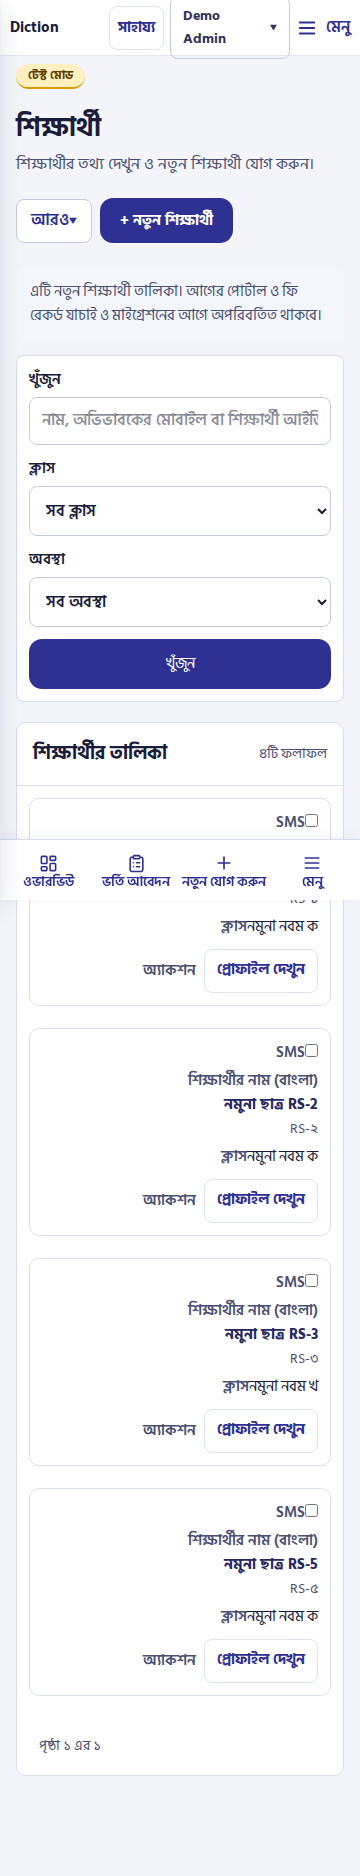 Diction
সাহায্য
Demo
Admin
▼
মেনু
টেস্ট মোড
শিক্ষার্থী
শিক্ষার্থীর তথ্য দেখুন ও নতুন শিক্ষার্থী যোগ করুন।
আরও▾
+ নতুন শিক্ষার্থী
এটি নতুন শিক্ষার্থী তালিকা। আগের পোর্টাল ও ফি
রেকর্ড যাচাই ও মাইগ্রেশনের আগে অপরিবর্তিত থাকবে।
খুঁজুন
নাম, অভিভাবকের মোবাইল বা শিক্ষার্থী আইডি
ক্লাস
সব ক্লাস
অবস্থা
সব অবস্থা
খুঁজুন
শিক্ষার্থীর তালিকা
৪টি ফলাফল
SMS
ওভারভিউ
ভর্তি আবেদন
নতুন যোগ করুন
মেনু
ক্লাসনমুনা নবম ক
অ্যাকশন
প্রোফাইল দেখুন
SMS
শিক্ষার্থীর নাম (বাংলা)
নমুনা ছাত্র RS-2
RS-২
ক্লাসনমুনা নবম ক
অ্যাকশন
প্রোফাইল দেখুন
SMS
শিক্ষার্থীর নাম (বাংলা)
নমুনা ছাত্র RS-3
RS-৩
ক্লাসনমুনা নবম খ
অ্যাকশন
প্রোফাইল দেখুন
SMS
শিক্ষার্থীর নাম (বাংলা)
নমুনা ছাত্র RS-5
RS-৫
ক্লাসনমুনা নবম ক
অ্যাকশন
প্রোফাইল দেখুন
পৃষ্ঠা ১ এর ১